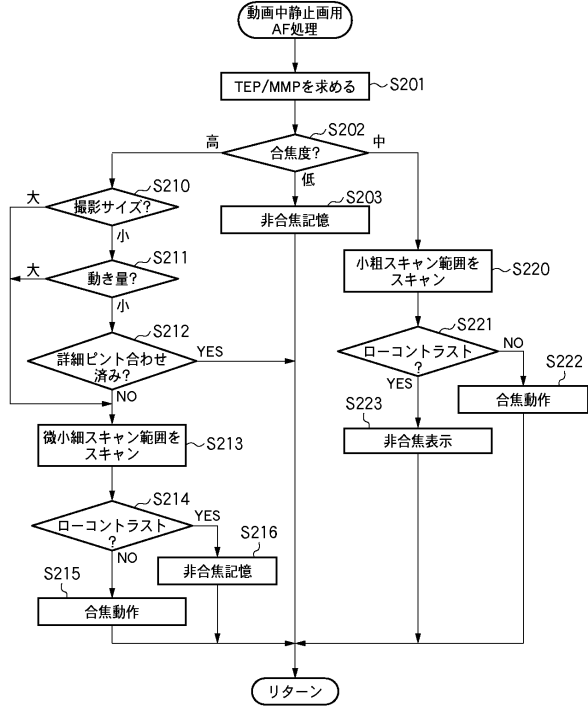 動画中静止画用
AF処理
TEP/MMPを求める
S201
S202
合焦度?
高
中
低
S203
非合焦記憶
S210
撮影サイズ?
大
小
S211
動き量?
大
小
S212
詳細ピント合わせ
済み?
YES
NO
S213
微小細スキャン範囲を
スキャン
S214
ローコントラスト
?
YES
NO
S216
非合焦記憶
S215
合焦動作
小粗スキャン範囲を
スキャン
S220
S221
ローコントラスト
?
NO
YES
S222
合焦動作
S223
非合焦表示
リターン